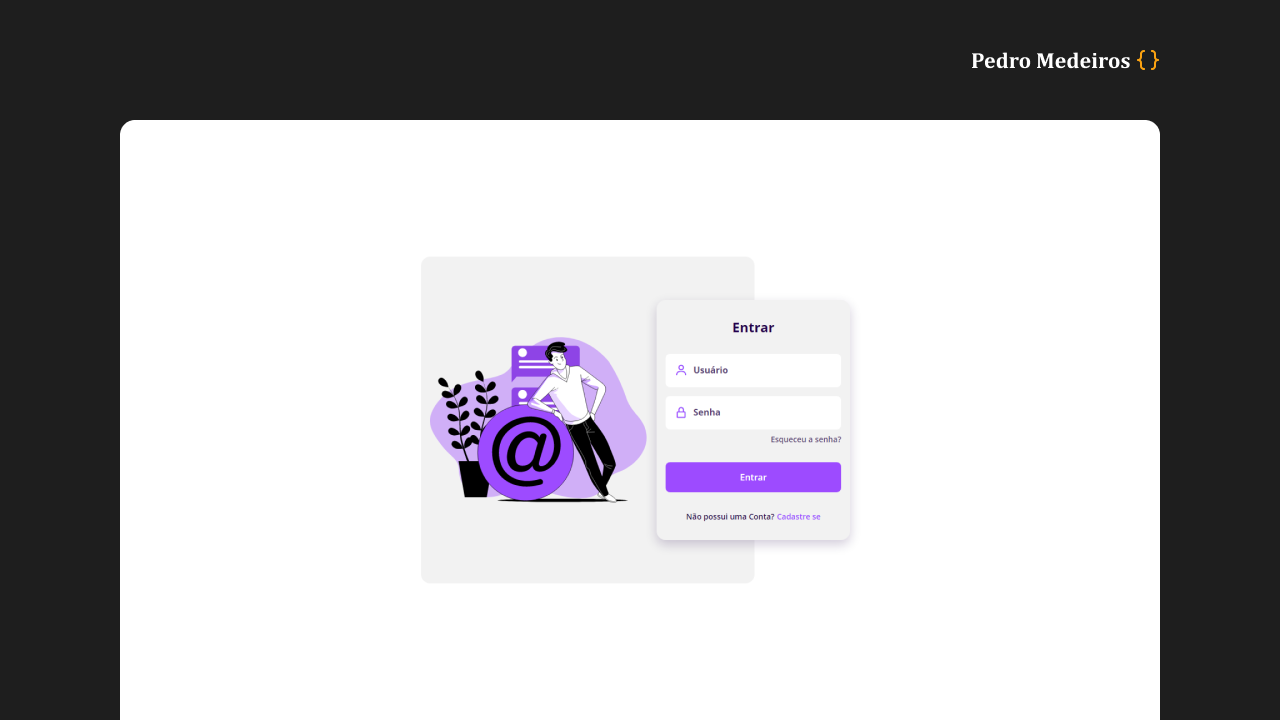 Pedro Medeiros {}
Entrar
Usuário
Senha
Esqueceu a senha?
Entrar
Não possui uma Conta? Cadastre se
@